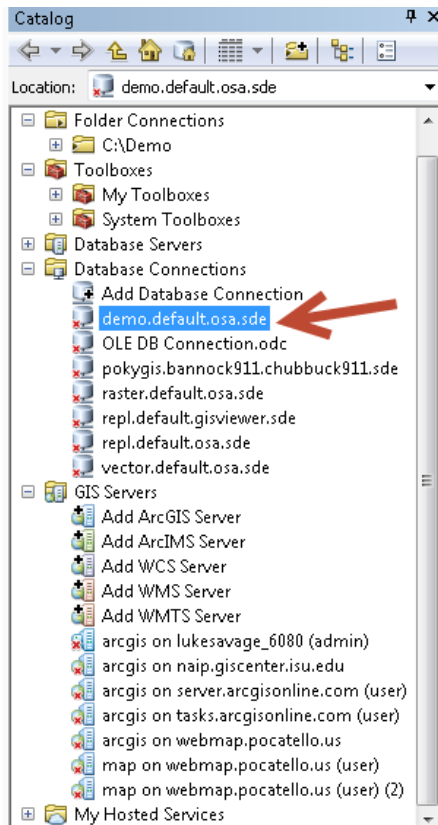 Catalog
Location: demo.default.osa.sde
Folder Connections
C:\Demo
Toolboxes
My Toolboxes
System Toolboxes
Database Servers
Database Connections
Add Database Connection
demo.default.osa.sde
OLE DB Connection.odc
pokygis.bannock911.chubbuck911.sde
raster.default.osa.sde
repl.default.gisviewer.sde
repl.default.osa.sde
vector.default.osa.sde
GIS Servers
Add ArcGIS Server
Add ArcIMS Server
Add WCS Server
Add WMS Server
Add WMTS Server
arcgis on lukesavage_6080 (admin)
arcgis on naip.giscenter.isu.edu
arcgis on server.arcgisonline.com (user)
arcgis on tasks.arcgisonline.com (user)
arcgis on webmap.pocatello.us
map on webmap.pocatello.us (user)
map on webmap.pocatello.us (user) (2)
My Hosted Services